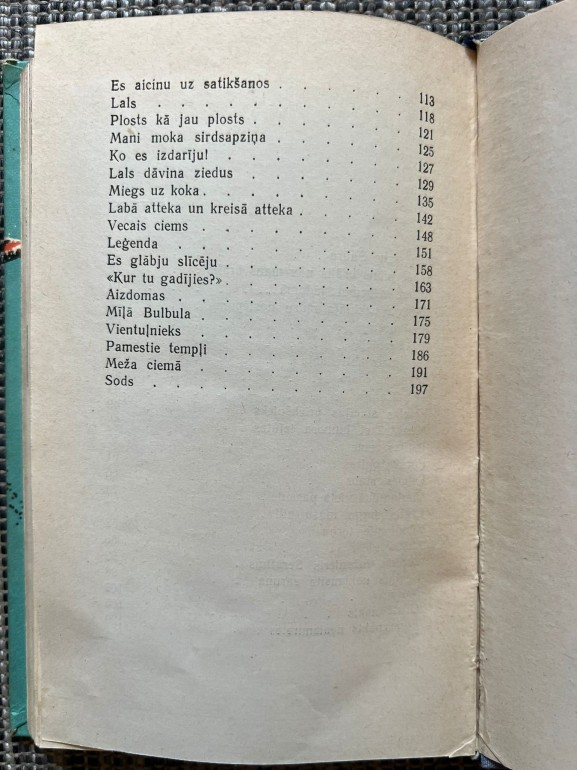 Es aicinu uz satikšanos . . . . 113
Lals . . . . . . . . . 118
Plosts kā jau plosts . . . . . 121
Mani moka sirdsapziņa . . . . 125
Ko es izdarīju! . . . . . . 127
Lals dāvina ziedus . . . . . 129
Miegs uz koka . . . . . . 135
Labā atteka un kreisā atteka . . . 142
Vecais ciems . . . . . . . 148
Leģenda . . . . . . . . 151
Es glābju slīcēju . . . . . . 158
«Kur tu gadījies?» . . . . . . 163
Aizdomas . . . . . . . . 171
Mīļā Bulbula . . . . . . . 175
Vientuļnieks . . . . . . . 179
Pamestie tempļi . . . . . . 186
Meža ciemā . . . . . . . 191
Sods . . . . . . . . . 197